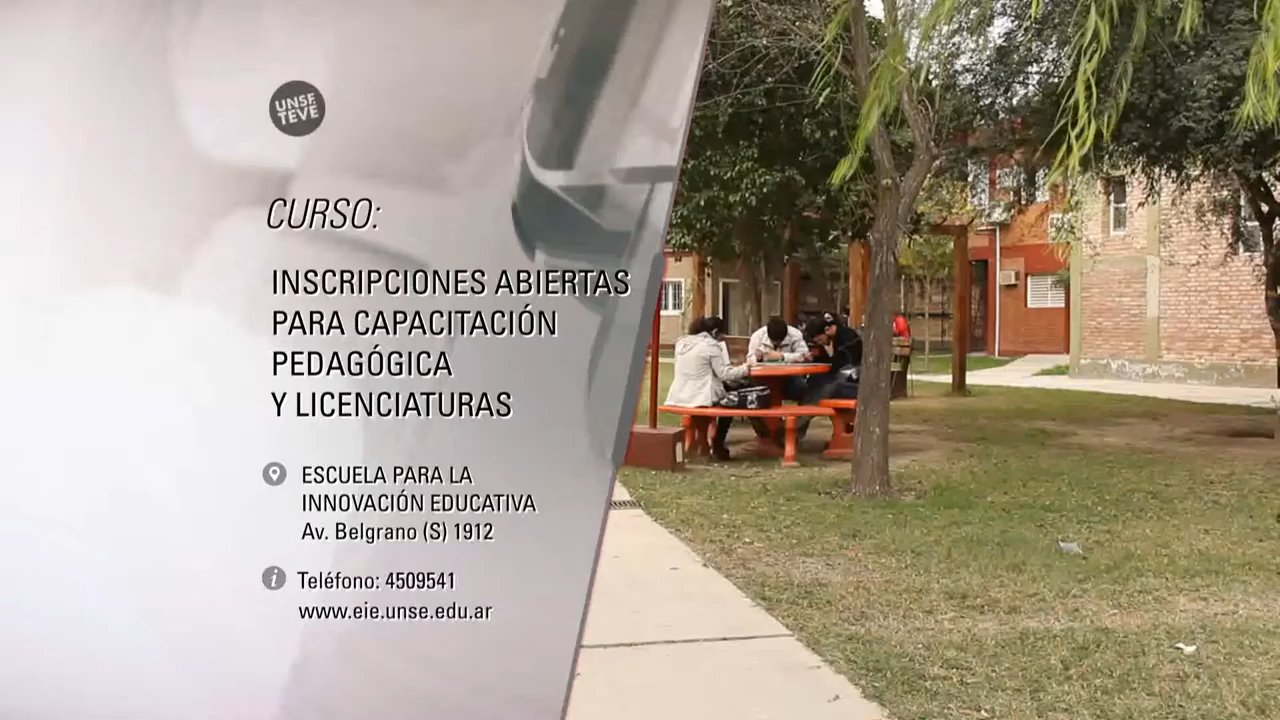 UNSE
TEVE
CURSO:
INSCRIPCIONES ABIERTAS
PARA CAPACITACIÓN
PEDAGÓGICA
Y LICENCIATURAS
ESCUELA PARA LA
INNOVACIÓN EDUCATIVA
Av. Belgrano (S) 1912
Teléfono: 4509541
www.eie.unse.edu.ar